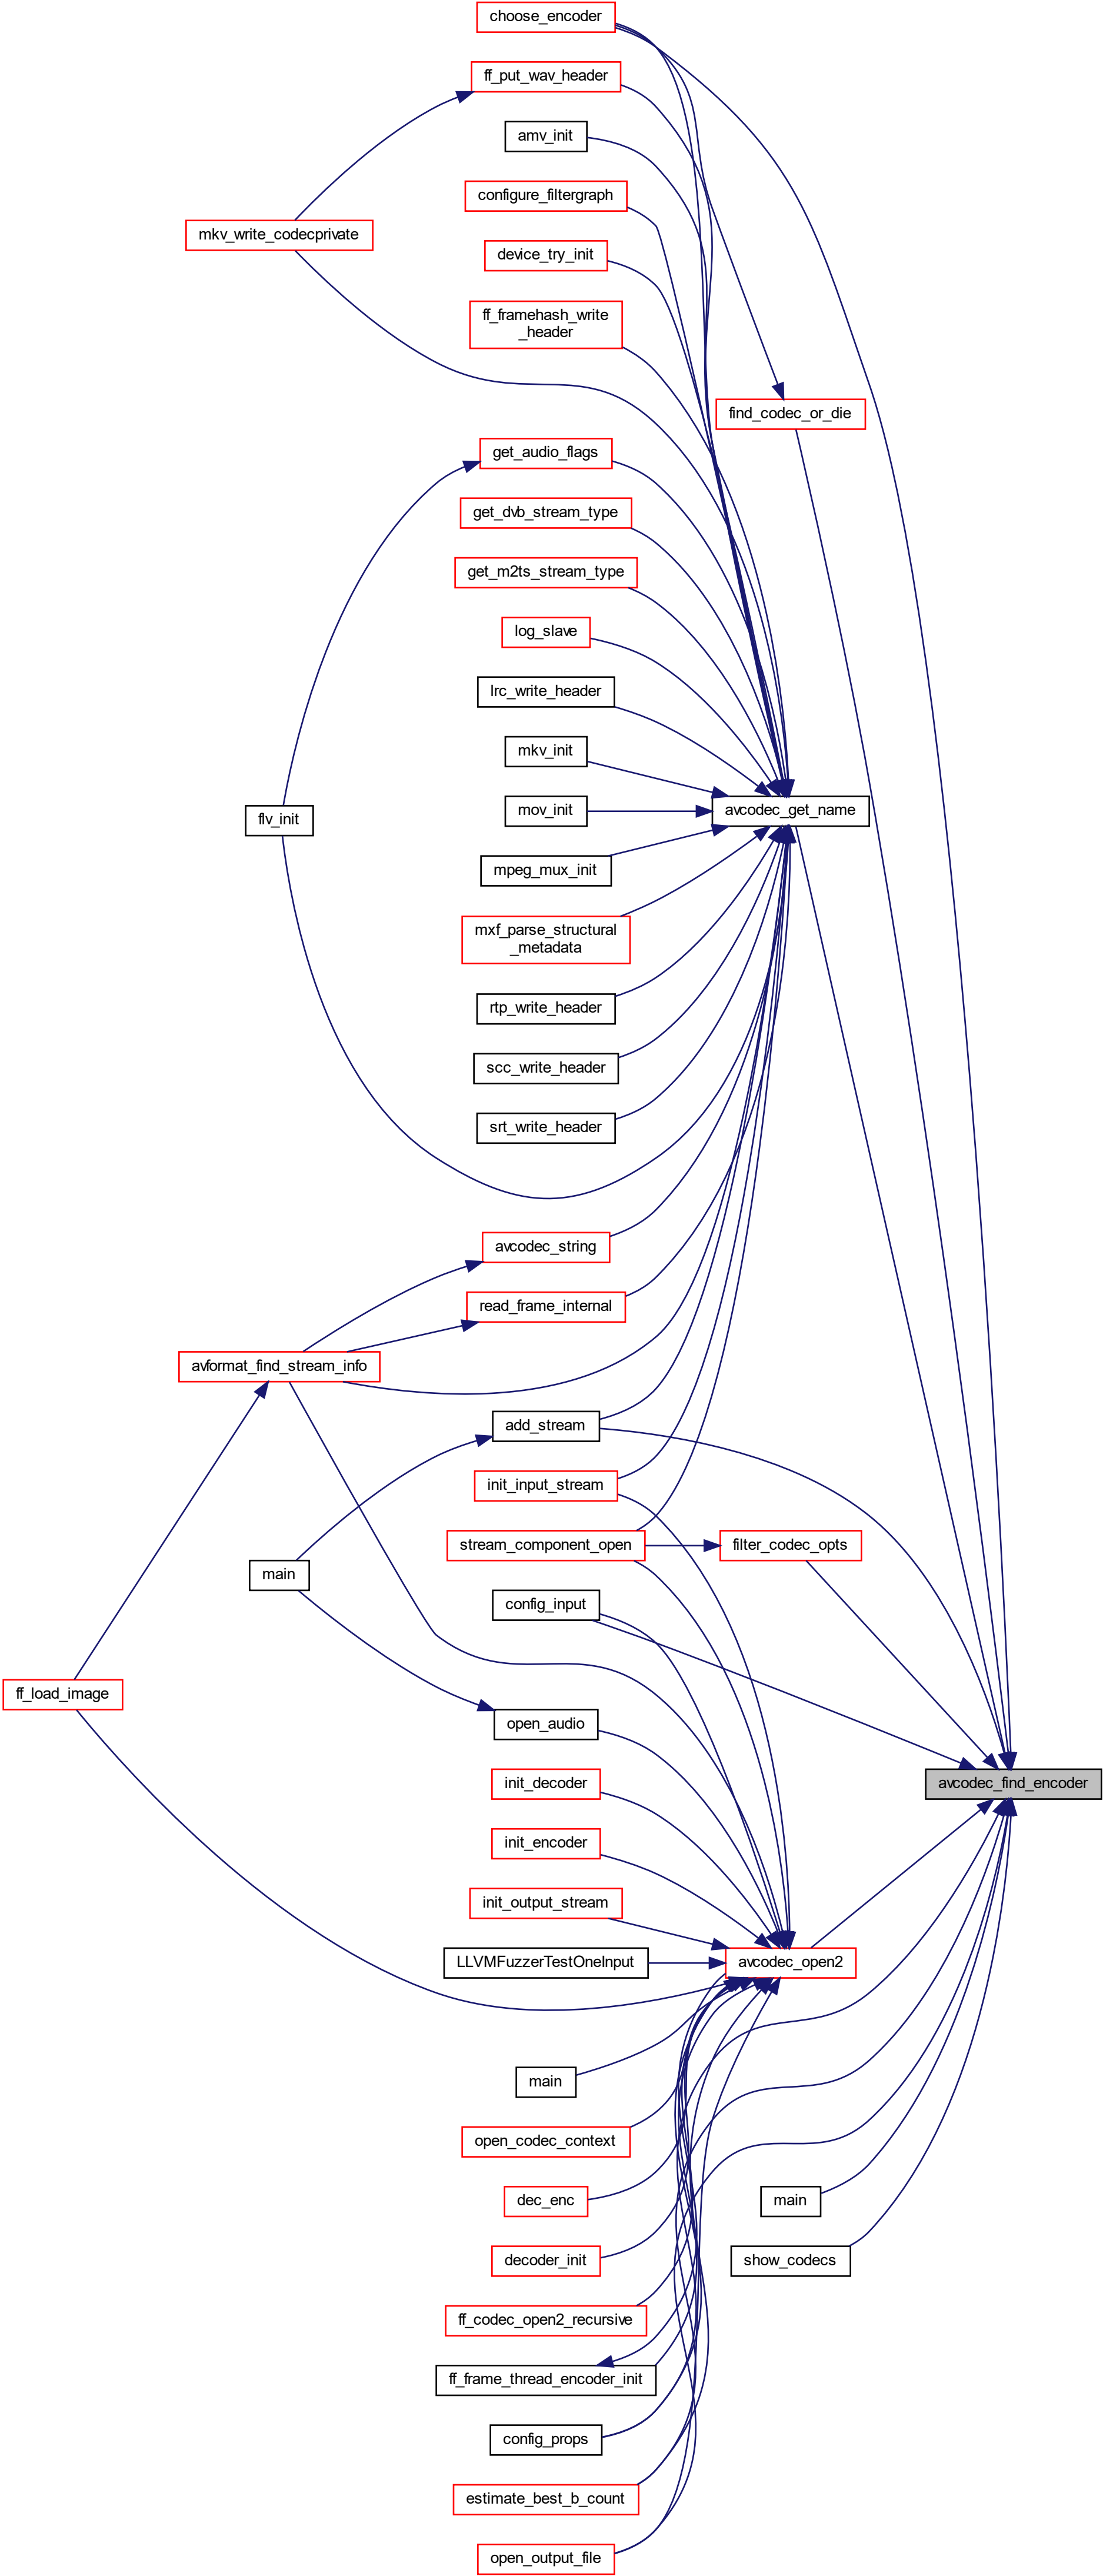 choose_encoder
ff_put_wav_header
amv_init
configure_filtergraph
mkv_write_codecprivate
device_try_init
ff_framehash_write
_header
find_codec_or_die
get_audio_flags
get_dvb_stream_type
get_m2ts_stream_type
log_slave
lrc_write_header
mkv_init
mov_init
avcodec_get_name
flv_init
mpeg_mux_init
mxf_parse_structural
_metadata
rtp_write_header
scc_write_header
srt_write_header
avcodec_string
read_frame_internal
avformat_find_stream_info
add_stream
init_input_stream
stream_component_open
filter_codec_opts
main
config_input
ff_load_image
open_audio
init_decoder
avcodec_find_encoder
init_encoder
init_output_stream
LLVMFuzzerTestOneInput
avcodec_open2
main
open_codec_context
dec_enc
main
decoder_init
show_codecs
ff_codec_open2_recursive
ff_frame_thread_encoder_init
config_props
estimate_best_b_count
open_output_file